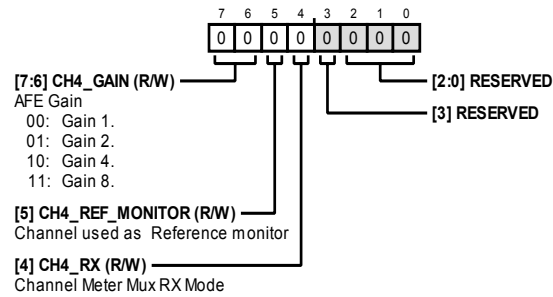 7 6 5 4 3 2 1 0
0 0 0 0 0 0 0 0
[7:6] CH4_GAIN (R/W)
AFE Gain
00: Gain 1.
01: Gain 2.
10: Gain 4.
11: Gain 8.
[5] CH4_REF_MONITOR (R/W)
Channel used as Reference monitor
[4] CH4_RX (R/W)
Channel Meter Mux RX Mode
[2:0] RESERVED
[3] RESERVED